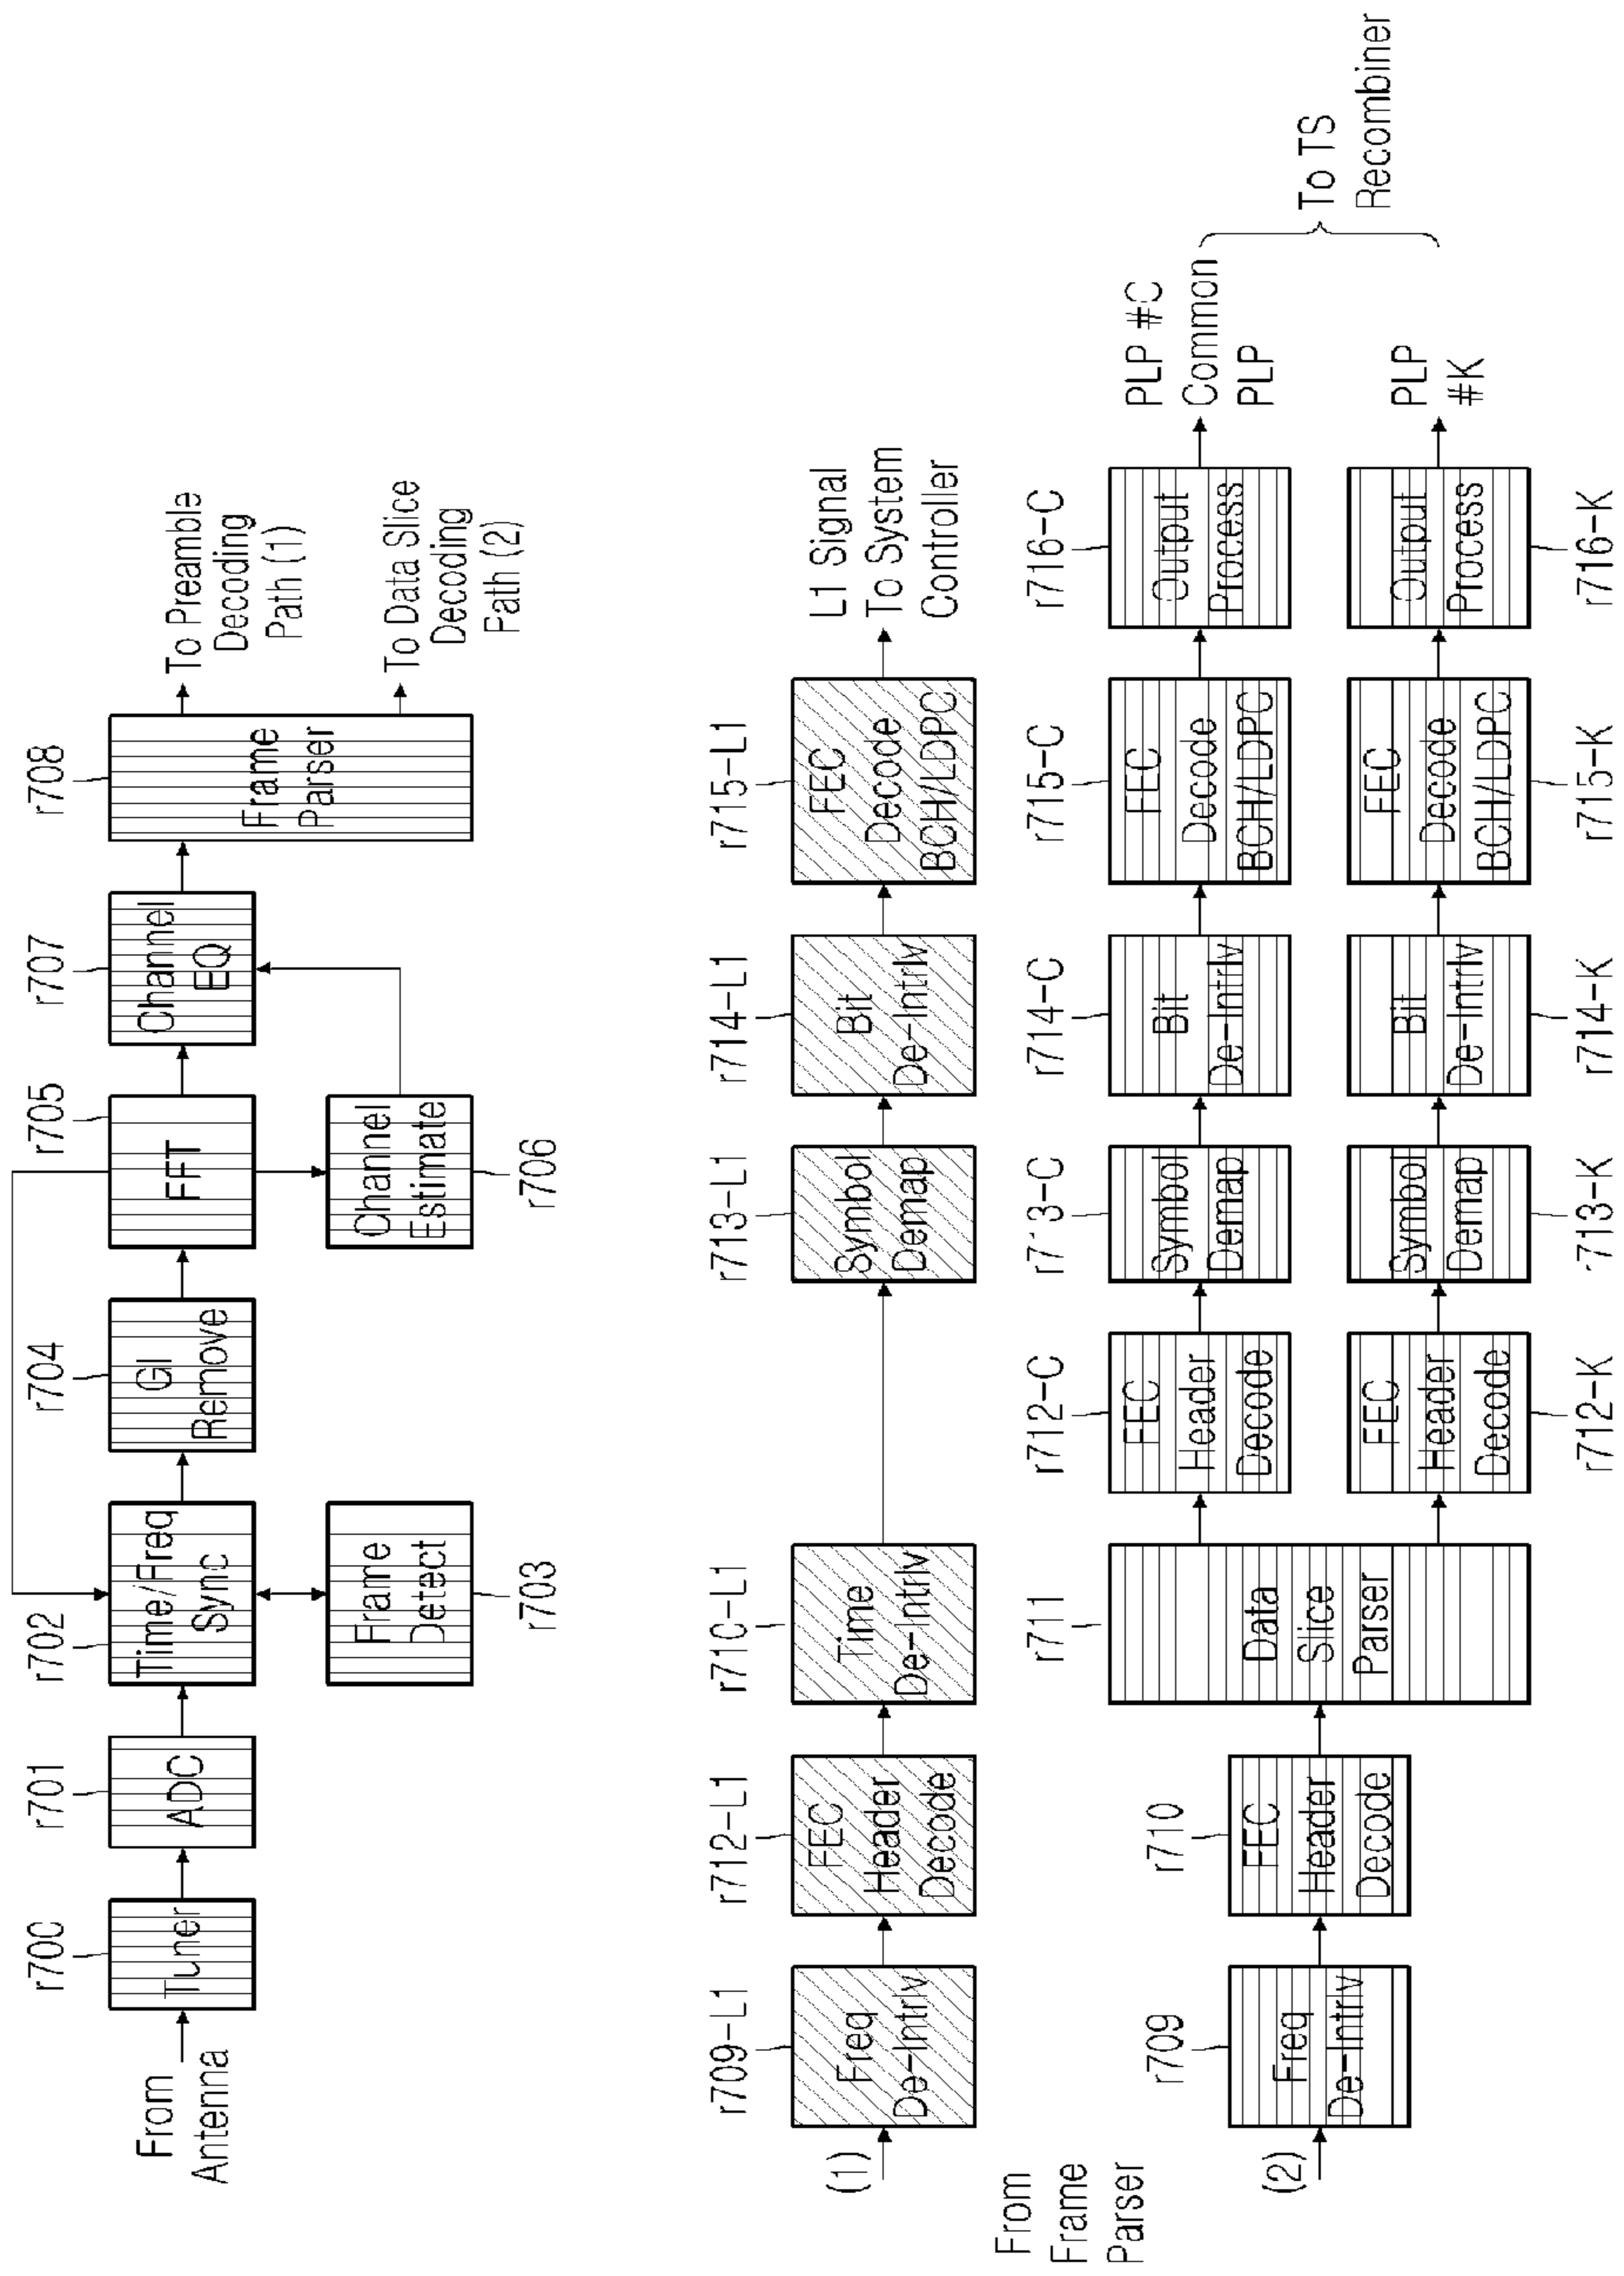 r700
r701
r702
r704
r705
r707
r708
From
Antenna
Tuner
ADC
Time/Freq
Sync
GI
Remove
FFT
Channel
EQ
Frame
Parser
To Preamble
Decoding
Path (1)
To Data Slice
Decoding
Path (2)
Frame
Detect
r703
Channel
Estimate
r706
r709-L1
r712-L1
r710-L1
r713-L1
r714-L1
r715-L1
(1)
Freq
De-Intrlv
FEC
Header
Decode
Time
De-Intrlv
Symbol
Demap
Bit
De-Intrlv
FEC
Decode
BCH/LDPC
L1 Signal
To System
Controller
From
Frame
Parser
r709
r710
r711
r712-C
r713-C
r714-C
r715-C
r716-C
(2)
Freq
De-Intrlv
FEC
Header
Decode
Data
Slice
Parser
FEC
Header
Decode
Symbol
Demap
Bit
De-Intrlv
FEC
Decode
BCH/LDPC
Output
Process
PLP #C
Common
PLP
FEC
Header
Decode
Symbol
Demap
Bit
De-Intrlv
FEC
Decode
BCH/LDPC
Output
Process
PLP
#K
To TS
Recombiner
r712-K
r713-K
r714-K
r715-K
r716-K